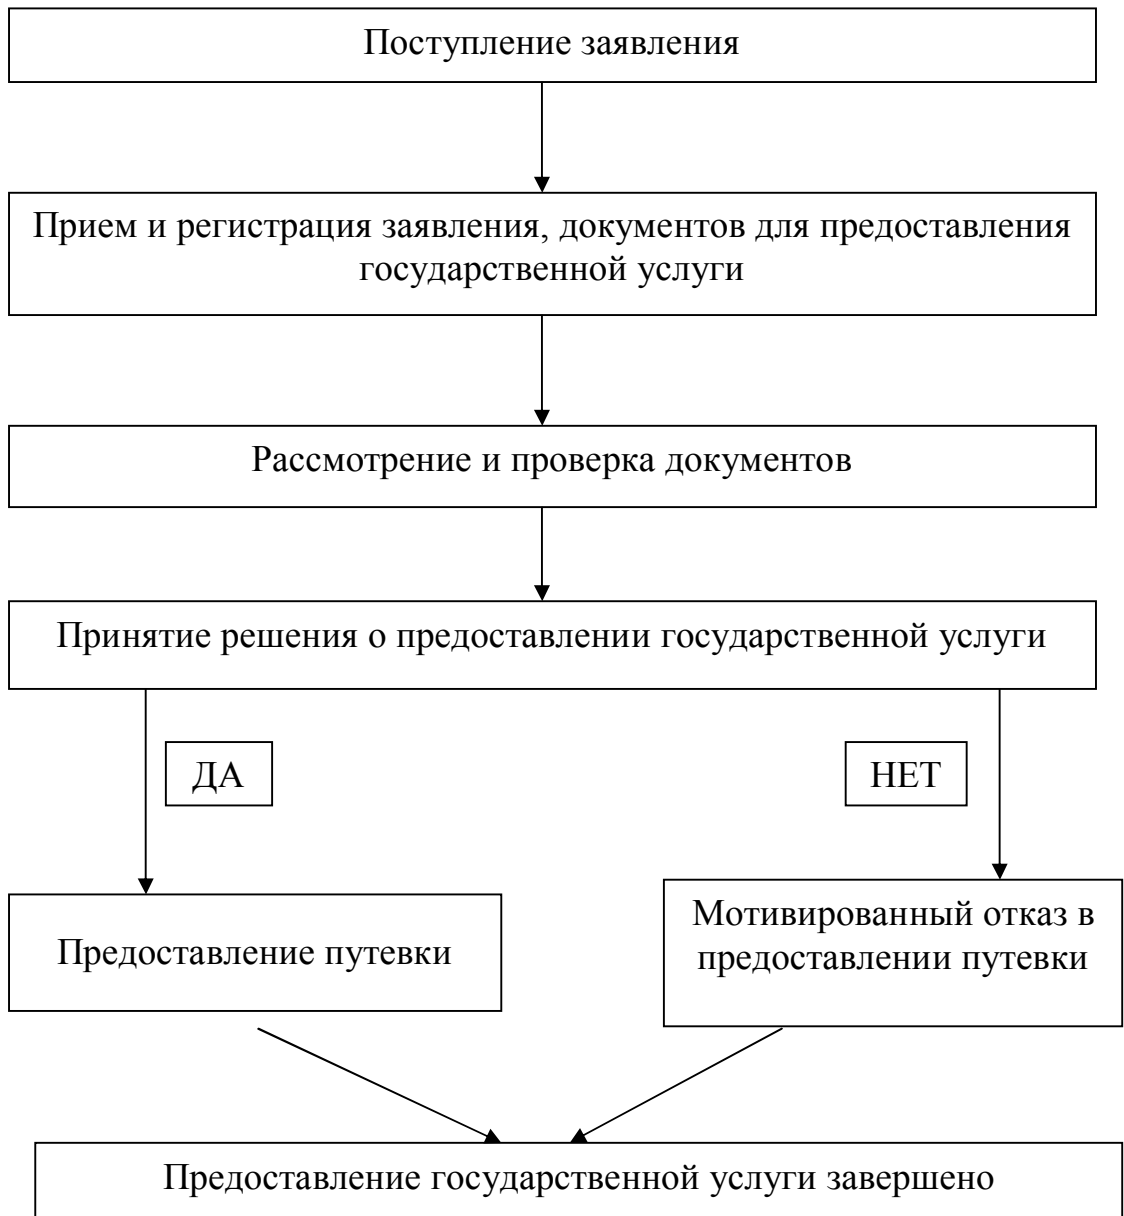 Поступление заявления
Прием и регистрация заявления, документов для предоставления
государственной услуги
Рассмотрение и проверка документов
Принятие решения о предоставлении государственной услуги
ДА
НЕТ
Предоставление путевки
Мотивированный отказ в
предоставлении путевки
Предоставление государственной услуги завершено